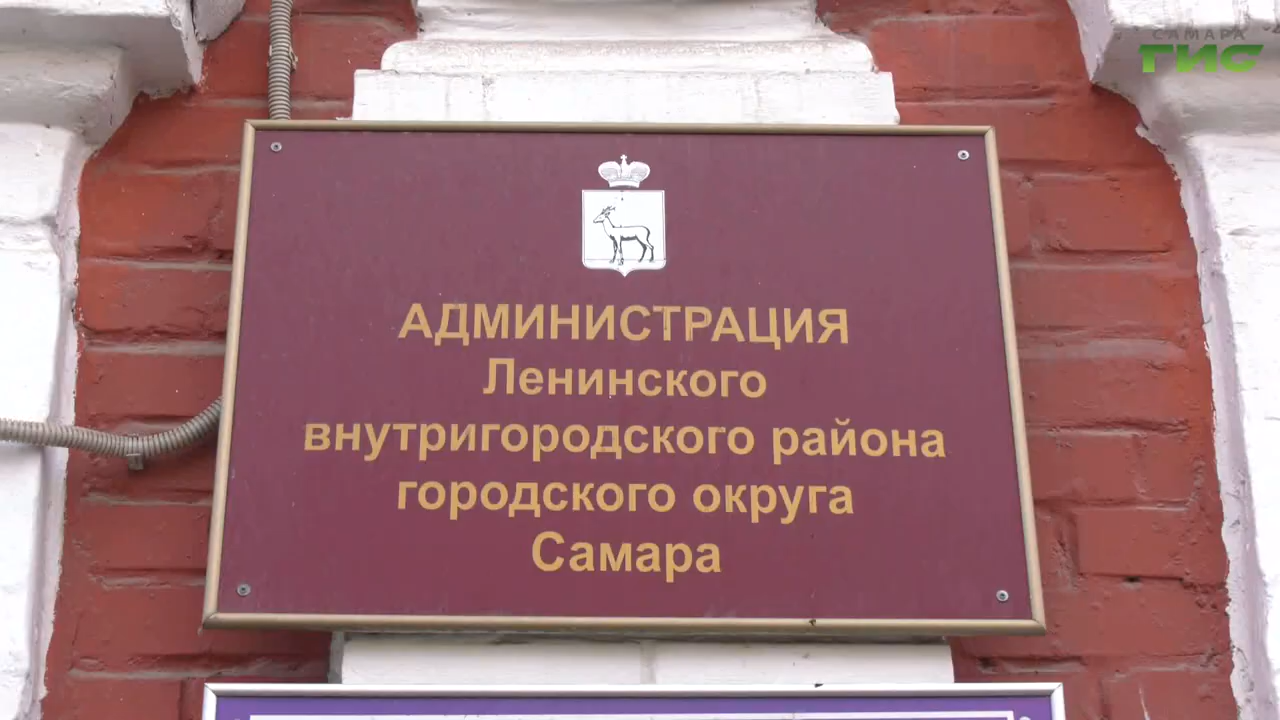 САМАРА
ГИС
АДМИНИСТРАЦИЯ
Ленинского
внутригородского района
городского округа
Самара